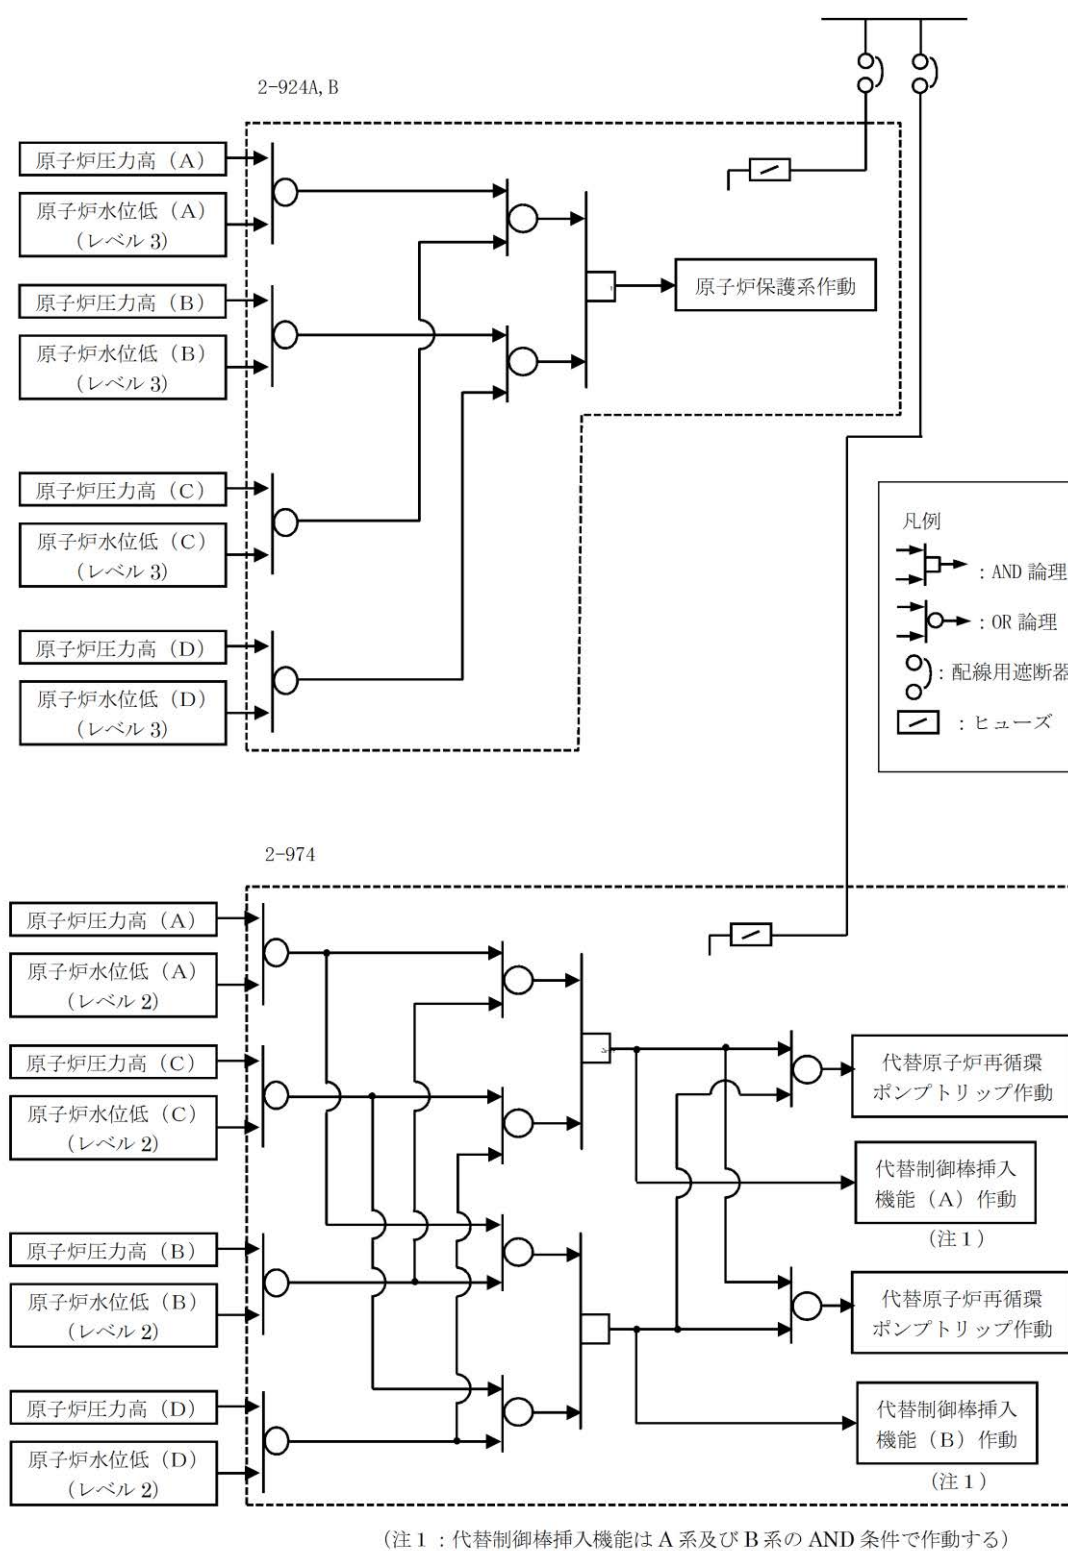 2-924A,B
原子炉圧力高（A）
原子炉水位低（A）
（レベル 3）
原子炉圧力高（B）
原子炉水位低（B）
（レベル 3）
原子炉保護系作動
原子炉圧力高（C）
原子炉水位低（C）
（レベル 3）
原子炉圧力高（D）
原子炉水位低（D）
（レベル 3）
凡例
：AND 論理
：OR 論理
：配線用遮断器
：ヒューズ
2-974
原子炉圧力高（A）
原子炉水位低（A）
（レベル 2）
原子炉圧力高（C）
原子炉水位低（C）
（レベル 2）
原子炉圧力高（B）
原子炉水位低（B）
（レベル 2）
原子炉圧力高（D）
原子炉水位低（D）
（レベル 2）
代替原子炉再循環
ポンプトリップ作動
代替制御棒挿入
機能（A）作動
（注１）
代替原子炉再循環
ポンプトリップ作動
代替制御棒挿入
機能（B）作動
（注１）
（注１：代替制御棒挿入機能は A 系及び B 系の AND 条件で作動する）